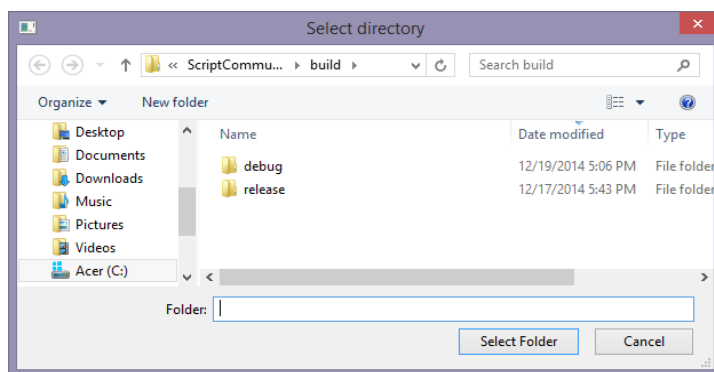 Select directory
« ScriptCommu... build Search build
Organize New folder
Desktop
Documents
Downloads
Music
Pictures
Videos
Acer (C:)
Name Date modified Type
debug 12/19/2014 5:06 PM File folder
release 12/17/2014 5:43 PM File folder
Folder:
Select Folder Cancel